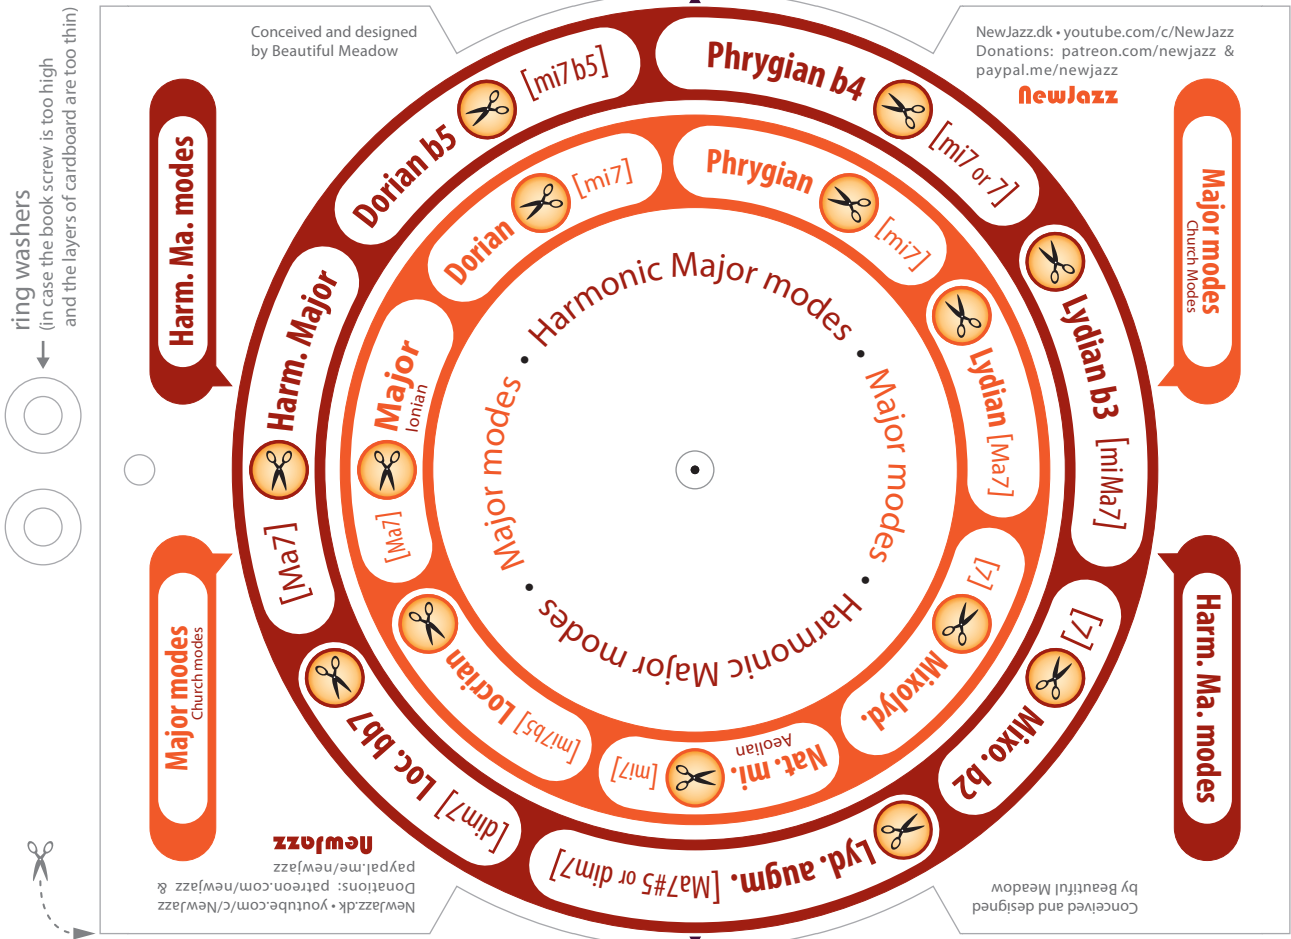 ring washers
(in case the book screw is too high
and the layers of cardboard are too thin)
Conceived and designed
by Beautiful Meadow
NewJazz.dk • youtube.com/c/NewJazz
Donations: patreon.com/newjazz &
paypal.me/newjazz
NewJazz
Harm. Ma. modes
Major modes
Church Modes
Major modes
Church modes
Harm. Ma. modes
Harm. Major [Ma7]
Dorian b5 [mi7b5]
Phrygian b4 [mi7 or 7]
Lydian b3 [miMa7]
Mixo. b2 [7]
Lyd. augm. [Ma7#5 or dim7]
Loc. bb7 [dim7]
Major [Ma7]
Ionian
Dorian [mi7]
Phrygian [mi7]
Lydian [Ma7]
Mixolyd. [7]
Nat. mi. [mi7]
Aeolian
Locrian [mi7b5]
• Harmonic Major modes
• Major modes
• Harmonic Major modes
• Major modes
NewJazz
NewJazz.dk • youtube.com/c/NewJazz
Donations: patreon.com/newjazz &
paypal.me/newjazz
Conceived and designed
by Beautiful Meadow